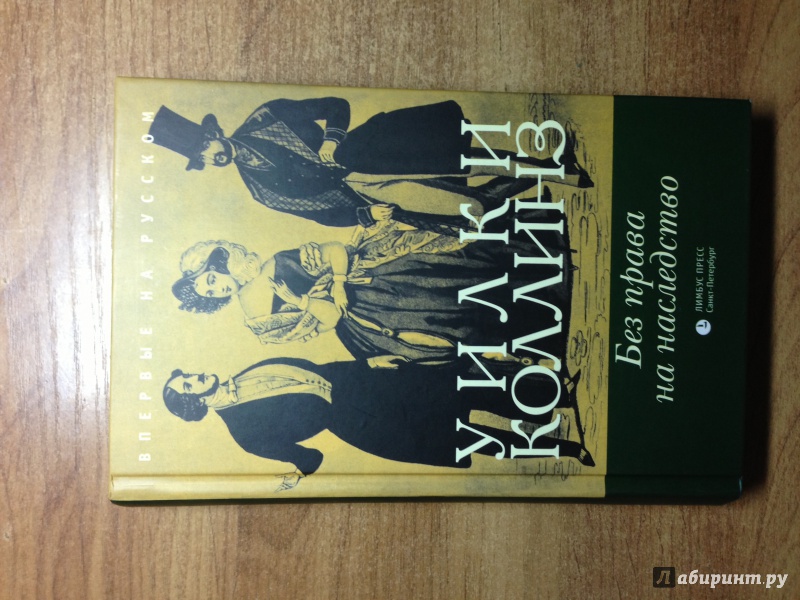 ВПЕРВЫЕ НА РУССКОМ
УИЛКИ
КОЛЛИНЗ
Без права
на наследство
ЛИМБУС ПРЕСС
Санкт-Петербург
Лабиринт.ру